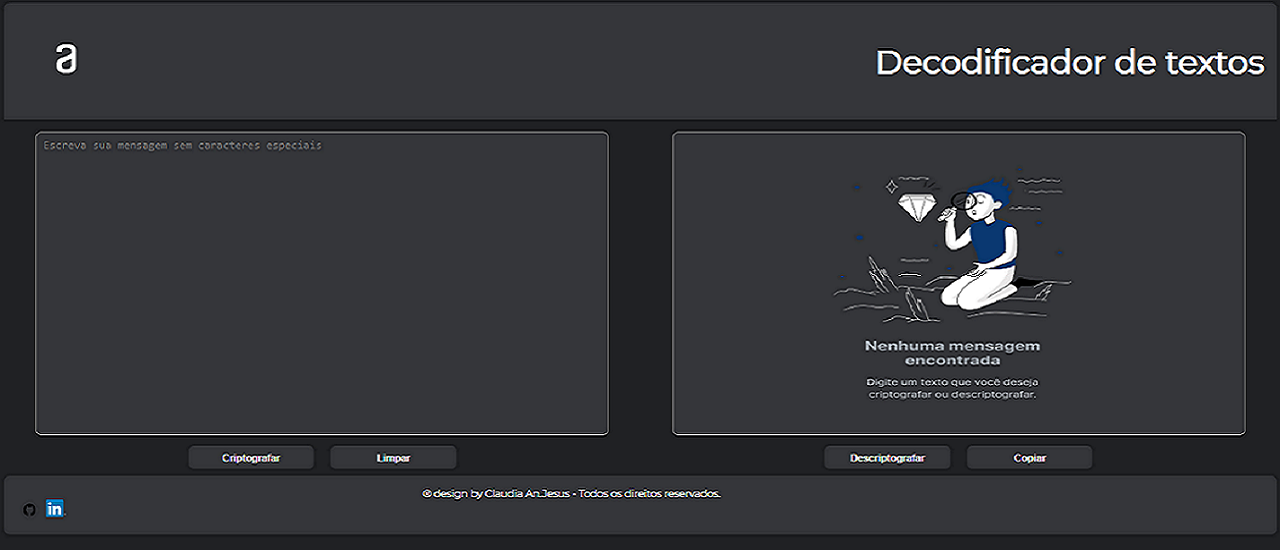 a
Decodificador de textos
Escreva sua mensagem sem caracteres especiais
Nenhuma mensagem
encontrada
Digite um texto que você deseja
criptografar ou descriptografar.
Criptografar
Limpar
Descriptografar
Copiar
© design by Claudia An.Jesus - Todos os direitos reservados.
in